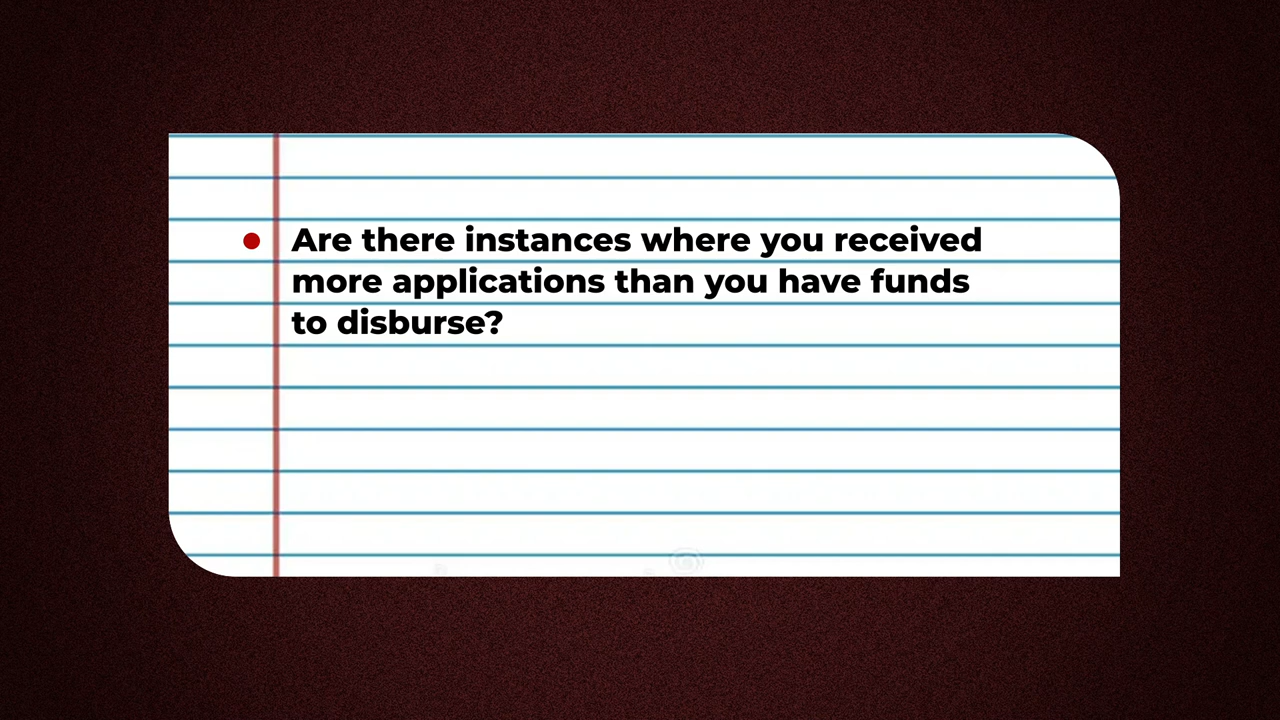 Are there instances where you received
more applications than you have funds
to disburse?